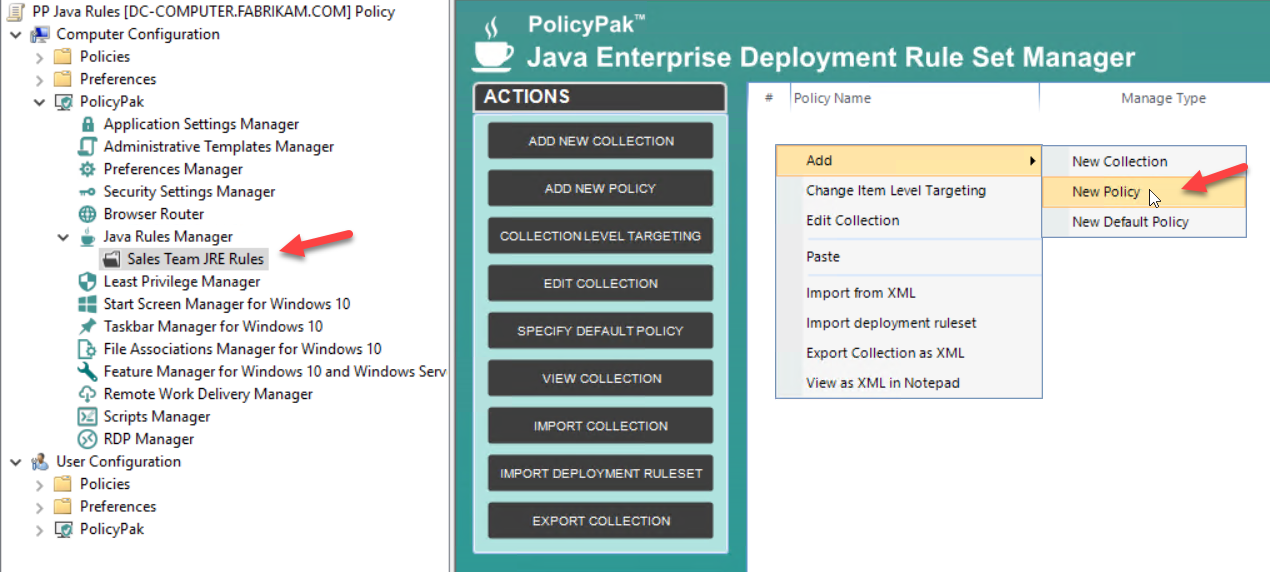 PP Java Rules [DC-COMPUTER.FABRIKAM.COM] Policy
Computer Configuration
Policies
Preferences
PolicyPak
Application Settings Manager
Administrative Templates Manager
Preferences Manager
Security Settings Manager
Browser Router
Java Rules Manager
Sales Team JRE Rules
Least Privilege Manager
Start Screen Manager for Windows 10
Taskbar Manager for Windows 10
File Associations Manager for Windows 10
Feature Manager for Windows 10 and Windows Serv
Remote Work Delivery Manager
Scripts Manager
RDP Manager
User Configuration
Policies
Preferences
PolicyPak
PolicyPak™
Java Enterprise Deployment Rule Set Manager
ACTIONS
ADD NEW COLLECTION
ADD NEW POLICY
COLLECTION LEVEL TARGETING
EDIT COLLECTION
SPECIFY DEFAULT POLICY
VIEW COLLECTION
IMPORT COLLECTION
IMPORT DEPLOYMENT RULESET
EXPORT COLLECTION
# Policy Name Manage Type
Add
Change Item Level Targeting
Edit Collection
Paste
Import from XML
Import deployment ruleset
Export Collection as XML
View as XML in Notepad
New Collection
New Policy
New Default Policy